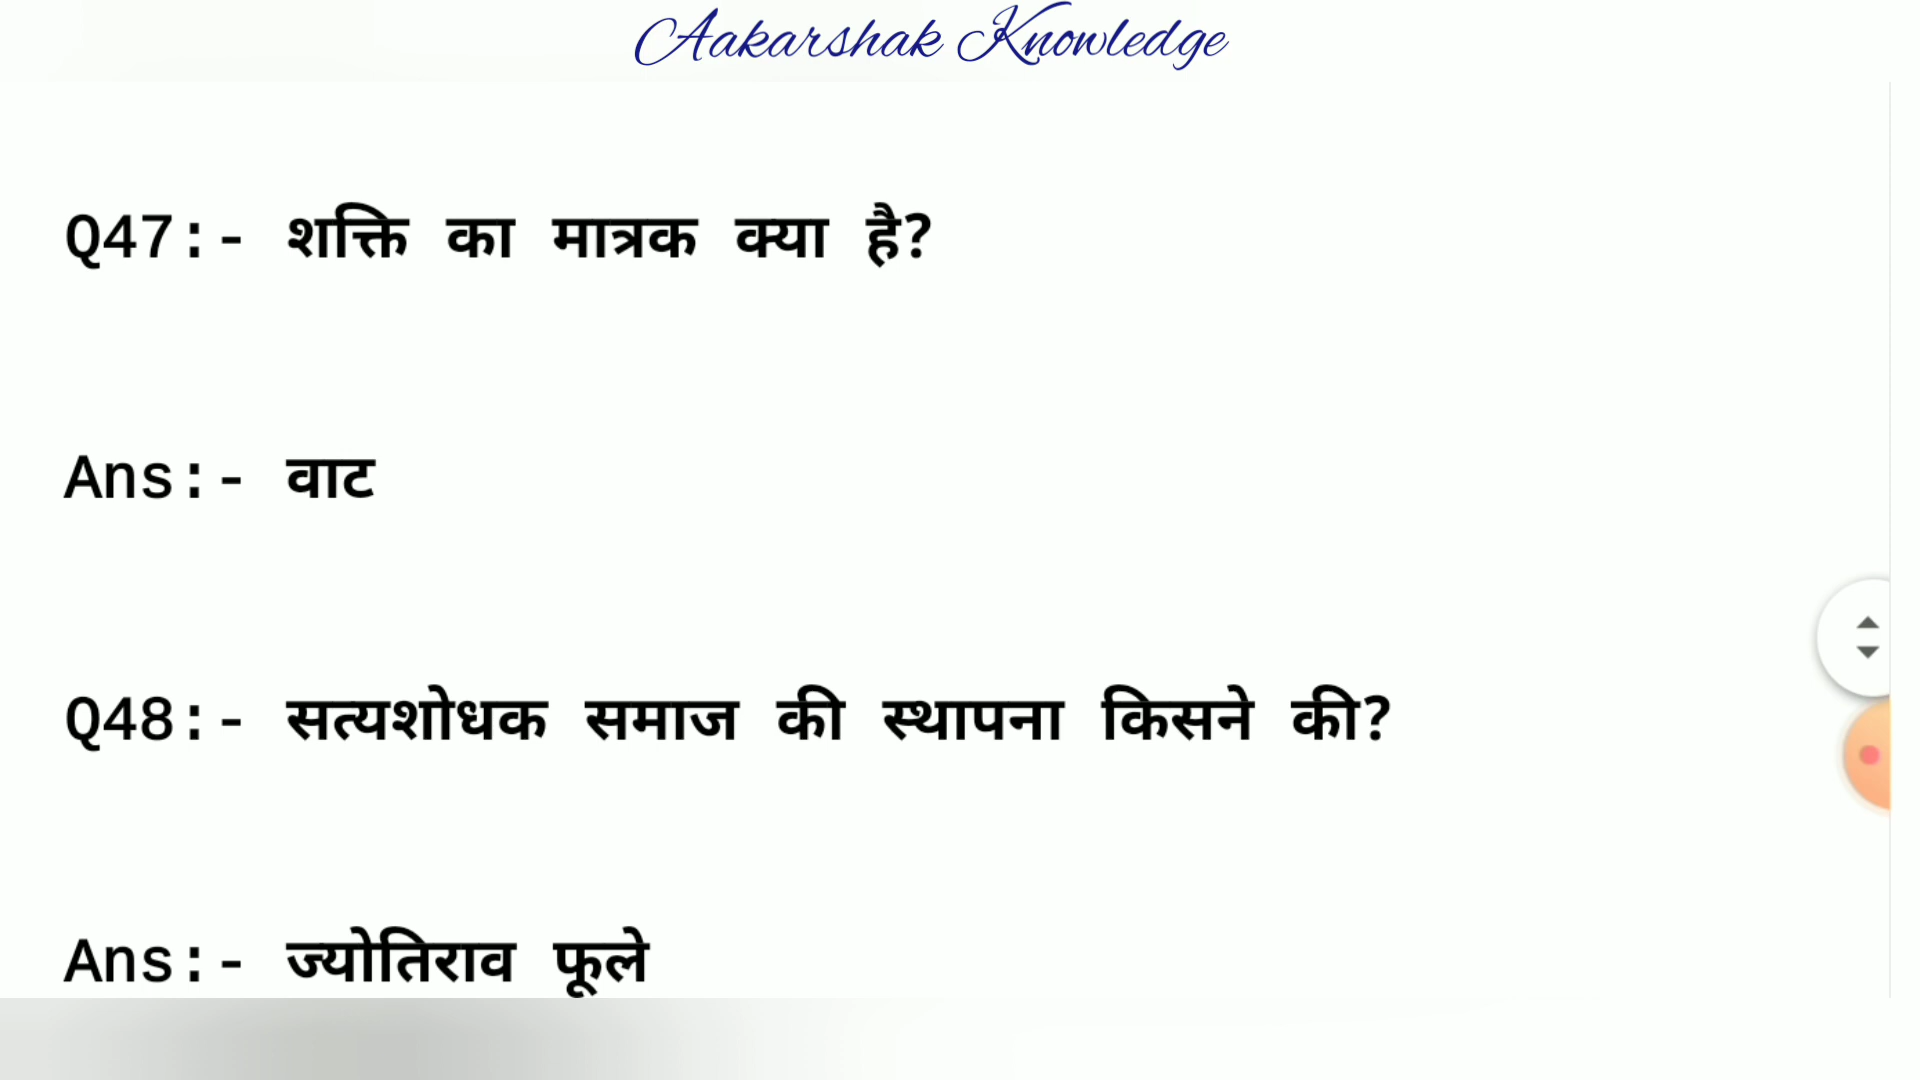 Aakarshak Knowledge
Q47:- शक्ति का मात्रक क्या है?
Ans:- वाट
Q48:- सत्यशोधक समाज की स्थापना किसने की?
Ans:- ज्योतिराव फूले